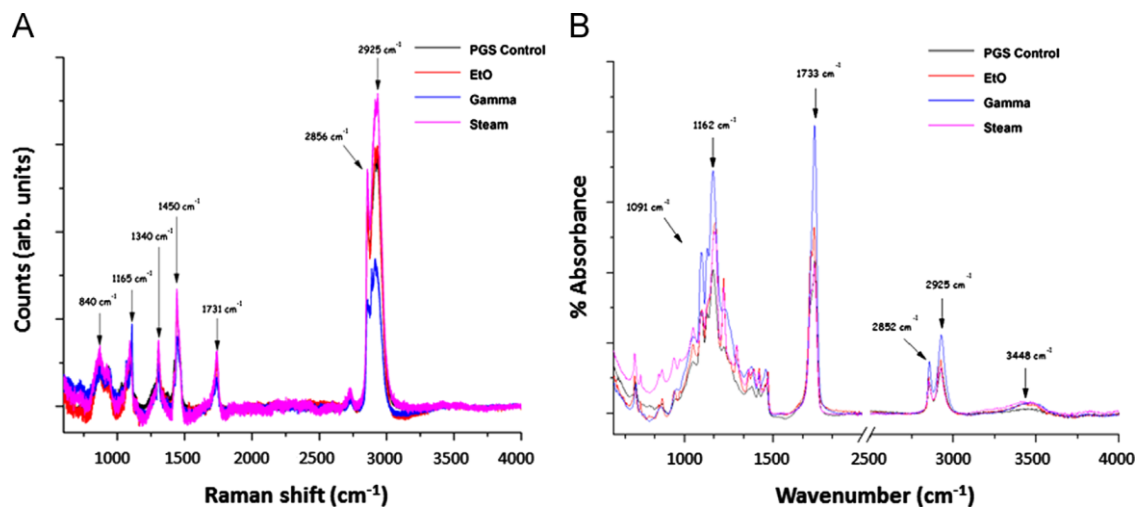 A
2925 cm⁻¹
PGS Control
EtO
Gamma
Steam
2856 cm⁻¹
1450 cm⁻¹
1340 cm⁻¹
1165 cm⁻¹
840 cm⁻¹
1731 cm⁻¹
Counts (arb. units)
1000 1500 2000 2500 3000 3500 4000
Raman shift (cm⁻¹)
B
1733 cm⁻¹
PGS Control
EtO
Gamma
Steam
1162 cm⁻¹
1091 cm⁻¹
2925 cm⁻¹
2852 cm⁻¹
3448 cm⁻¹
% Absorbance
1000 1500 2500 3000 3500 4000
Wavenumber (cm⁻¹)